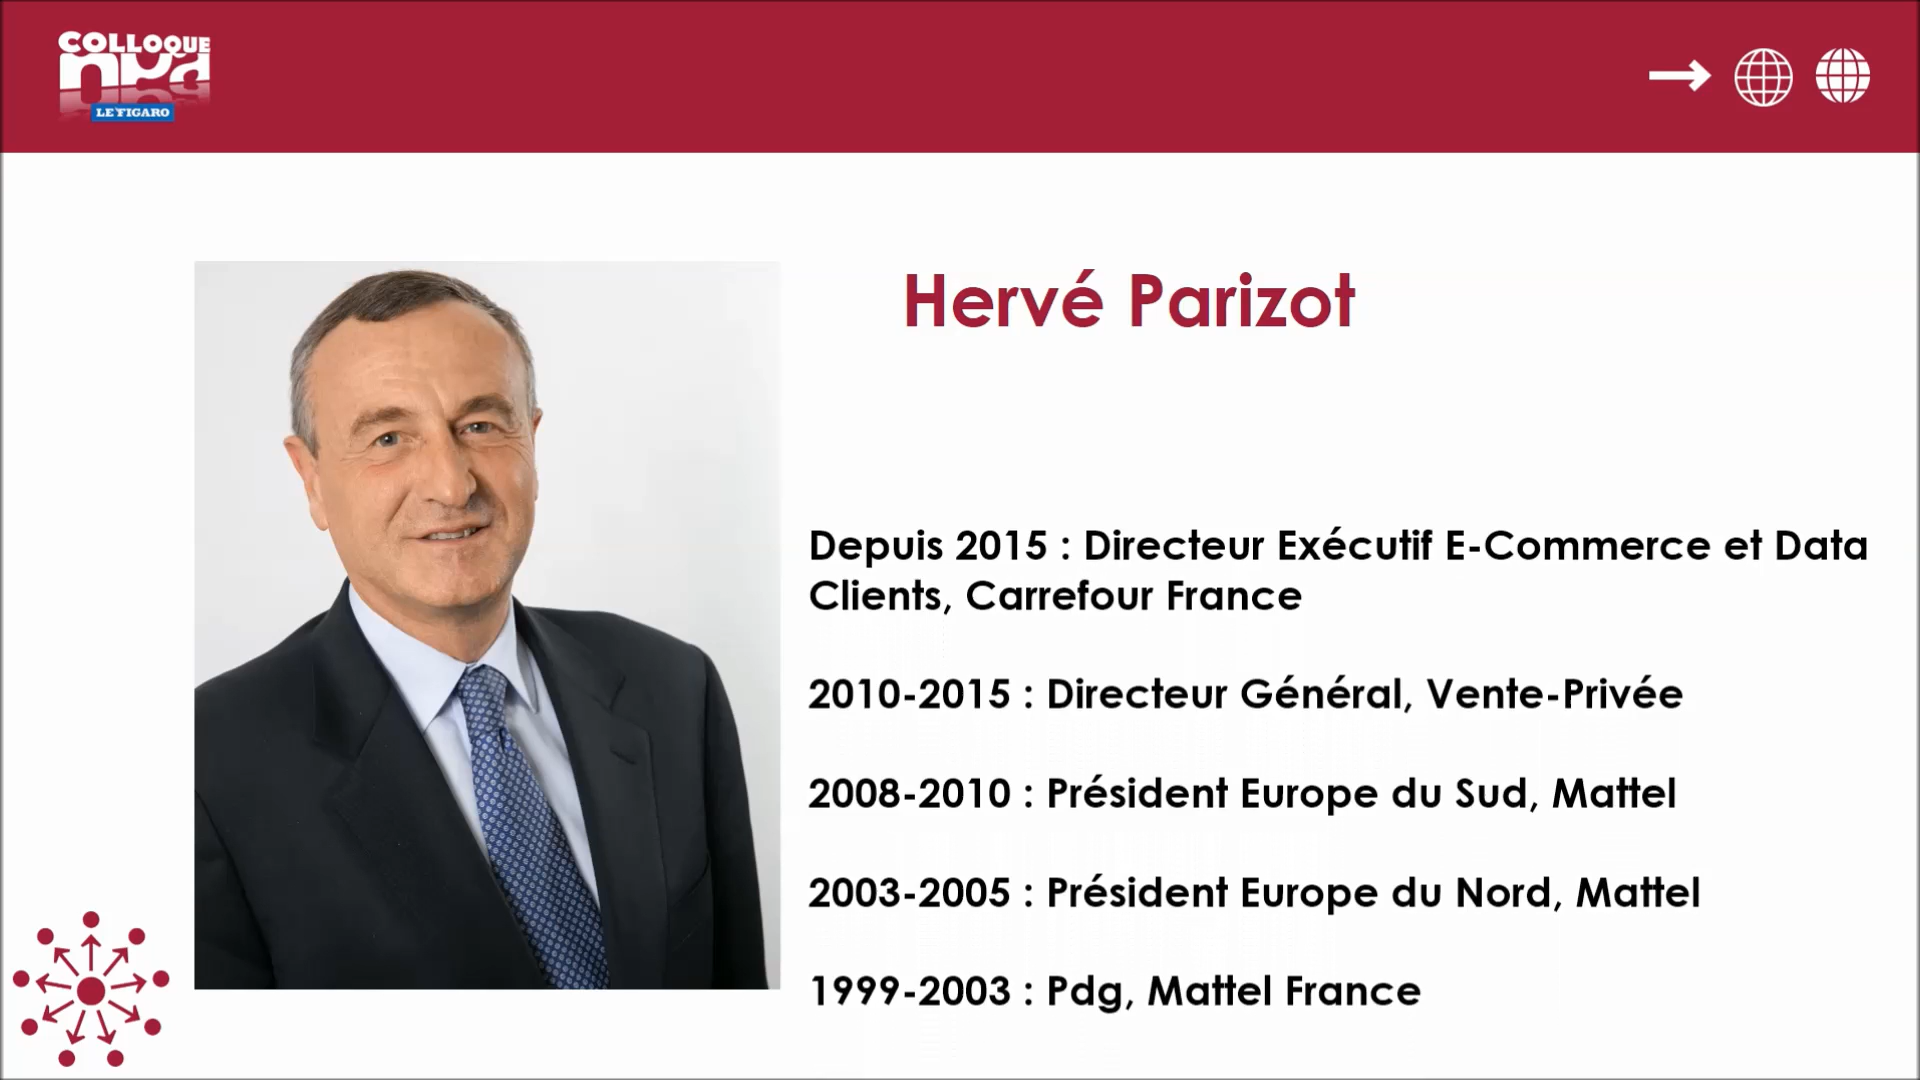 COLLOQUE
npa
LE FIGARO
Hervé Parizot
Depuis 2015 : Directeur Exécutif E-Commerce et Data
Clients, Carrefour France
2010-2015 : Directeur Général, Vente-Privée
2008-2010 : Président Europe du Sud, Mattel
2003-2005 : Président Europe du Nord, Mattel
1999-2003 : Pdg, Mattel France